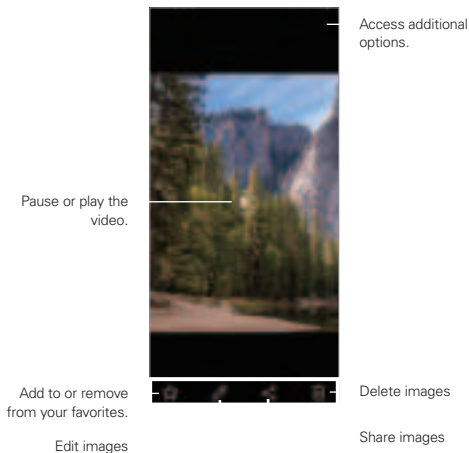 Access additional
options.
Pause or play the
video.
Add to or remove
from your favorites.
Delete images
Edit images
Share images